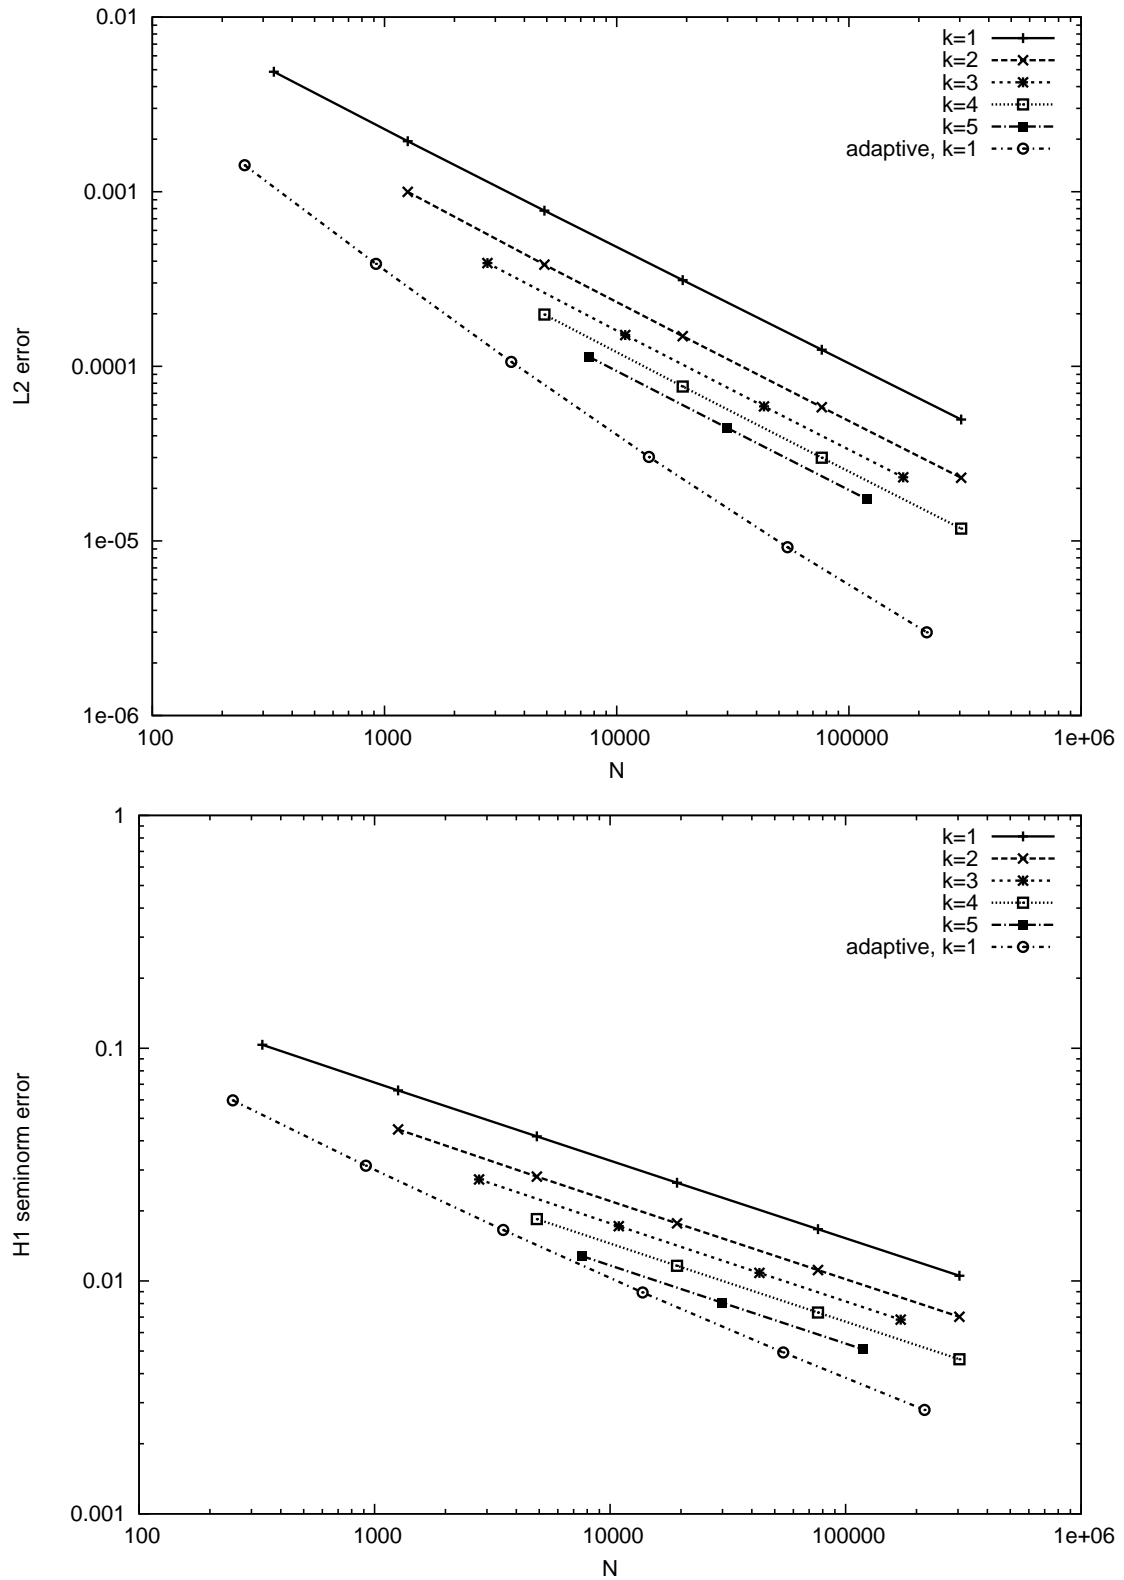 0.01
0.001
0.0001
1e-05
1e-06
100
1000
10000
100000
1e+06
L2 error
N
k=1
k=2
k=3
k=4
k=5
adaptive, k=1
1
0.1
0.01
0.001
100
1000
10000
100000
1e+06
H1 seminorm error
N
k=1
k=2
k=3
k=4
k=5
adaptive, k=1